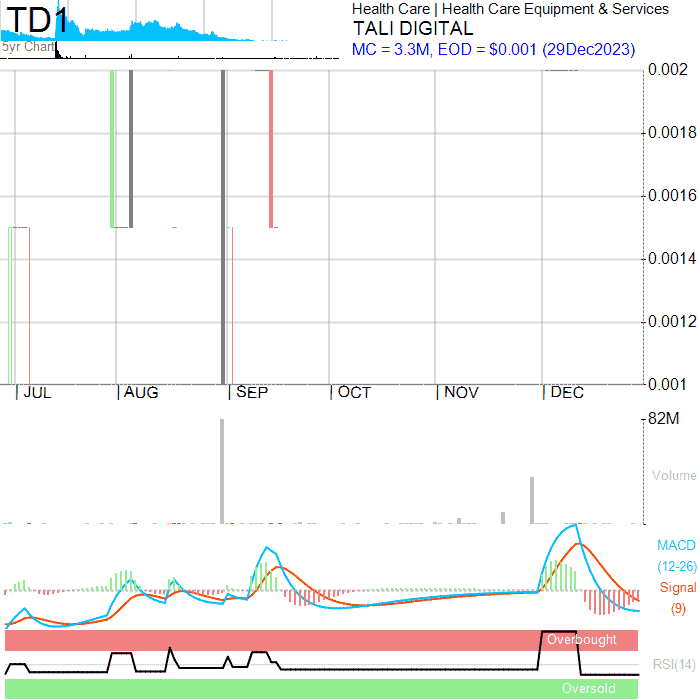 TD1
5yr Chart
Health Care | Health Care Equipment & Services
TALI DIGITAL
MC = 3.3M, EOD = $0.001 (29Dec2023)
0.002
0.0018
0.0016
0.0014
0.0012
0.001
JUL AUG SEP OCT NOV DEC
82M
Volume
MACD
(12-26)
Signal
(9)
Overbought
RSI(14)
Oversold